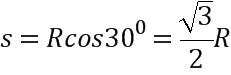 s = Rcos30⁰ = √3/2 R